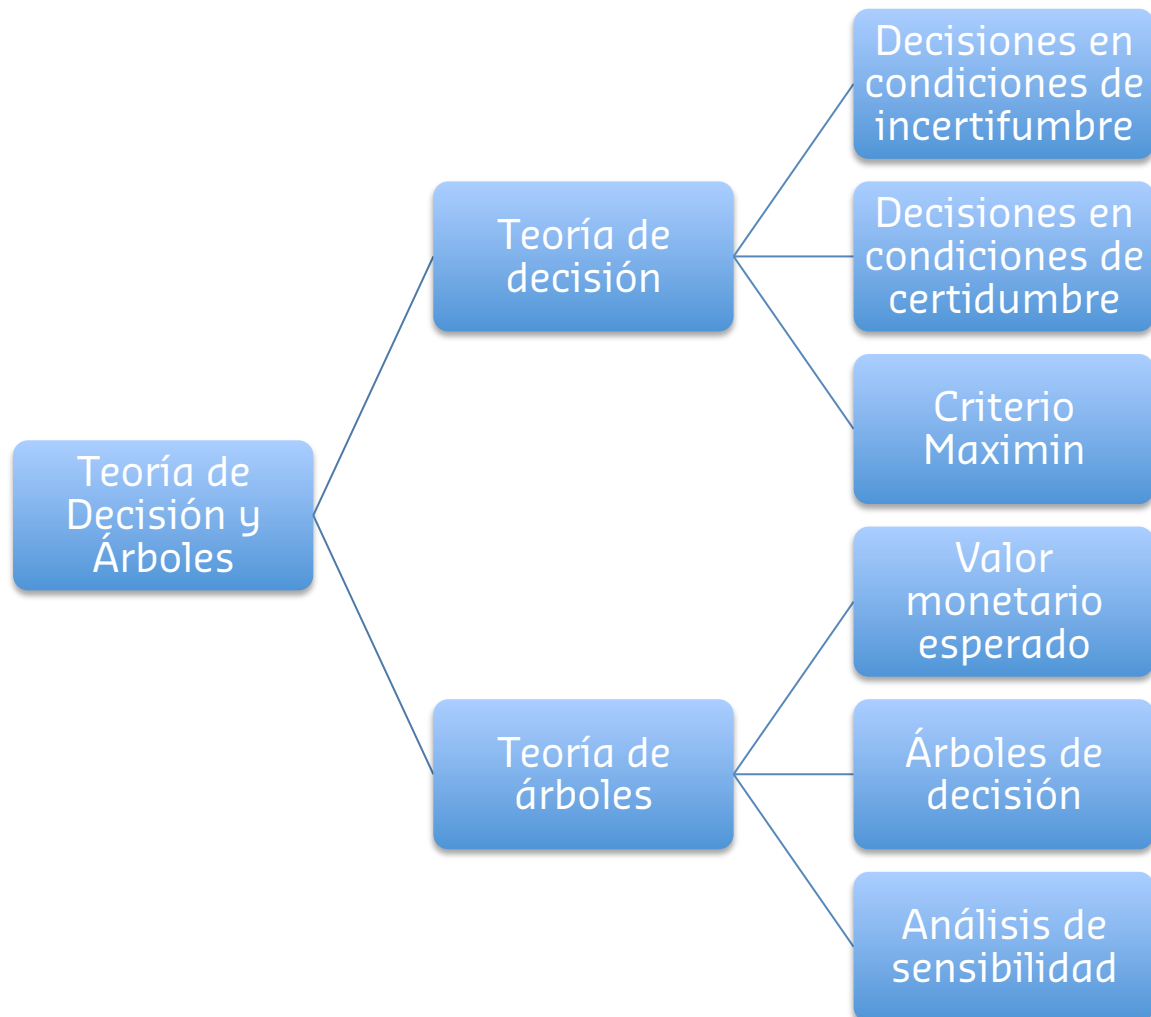 Teoría de
Decisión y
Árboles
Teoría de
decisión
Decisiones en
condiciones de
incertifumbre
Decisiones en
condiciones de
certidumbre
Criterio
Maximin
Teoría de
árboles
Valor
monetario
esperado
Árboles de
decisión
Análisis de
sensibilidad